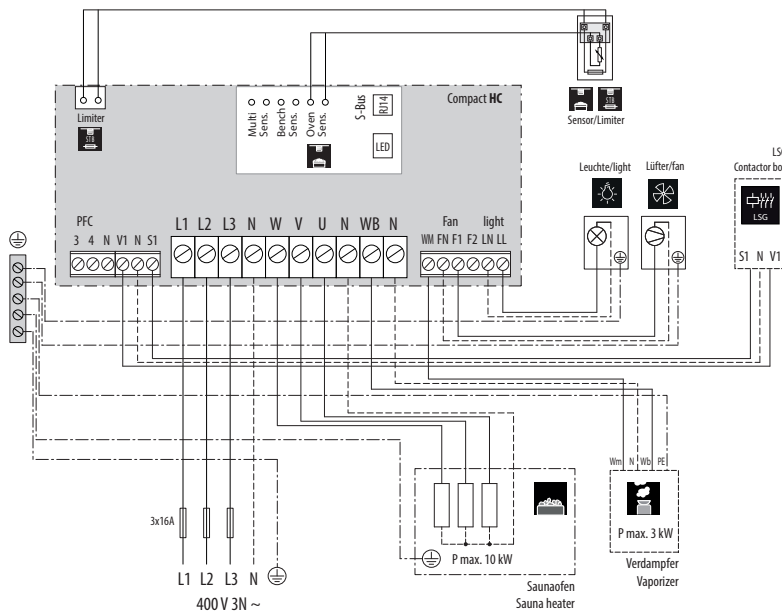 Compact HC
Limiter
STB
Multi Sens.
Bench Sens.
Oven Sens.
S-Bus
RJ14
LED
STB
Sensor/Limiter
Leuchte/light
Lüfter/fan
LSG
Contactor bo
LSG
S1 N V1
PFC
3 4 N V1 N S1
L1 L2 L3 N W V U N WB N
Fan light
WM FN F1 F2 LN LL
3x16A
L1 L2 L3 N
400 V 3N ~
P max. 10 kW
Saunaofen
Sauna heater
Wm N Wb PE
P max. 3 kW
Verdampfer
Vaporizer